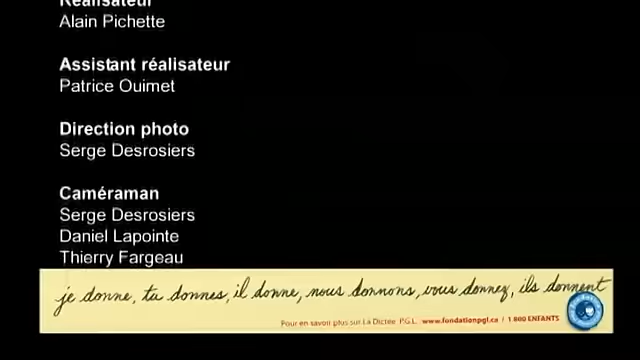 Réalisateur
Alain Pichette
Assistant réalisateur
Patrice Ouimet
Direction photo
Serge Desrosiers
Caméraman
Serge Desrosiers
Daniel Lapointe
Thierry Fargeau
je donne, tu donnes, il donne, nous donnons, vous donnez, ils donnent
Pour en savoir plus sur La Dictée P.G.L. www.fondationpgl.ca / 1 800 ENFANTS